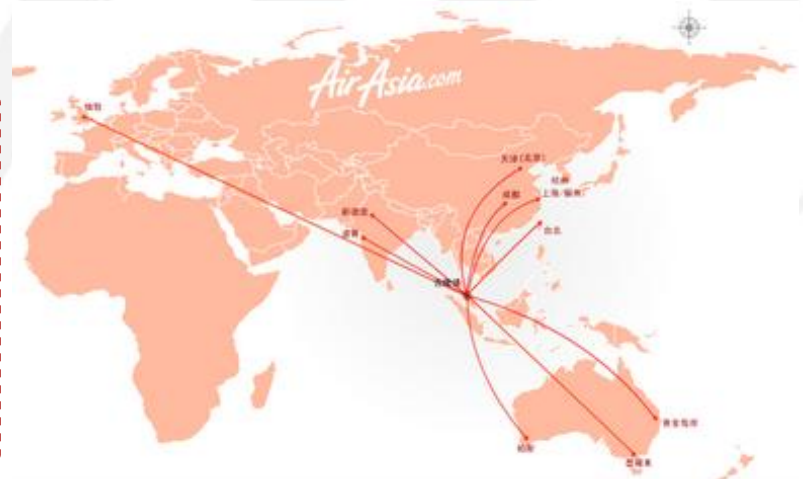 AirAsia.com
伦敦
天津(北京)
杭州
成都
上海(杭州)
新德里
孟买
台北
吉隆坡
黄金海岸
珀斯
墨尔本